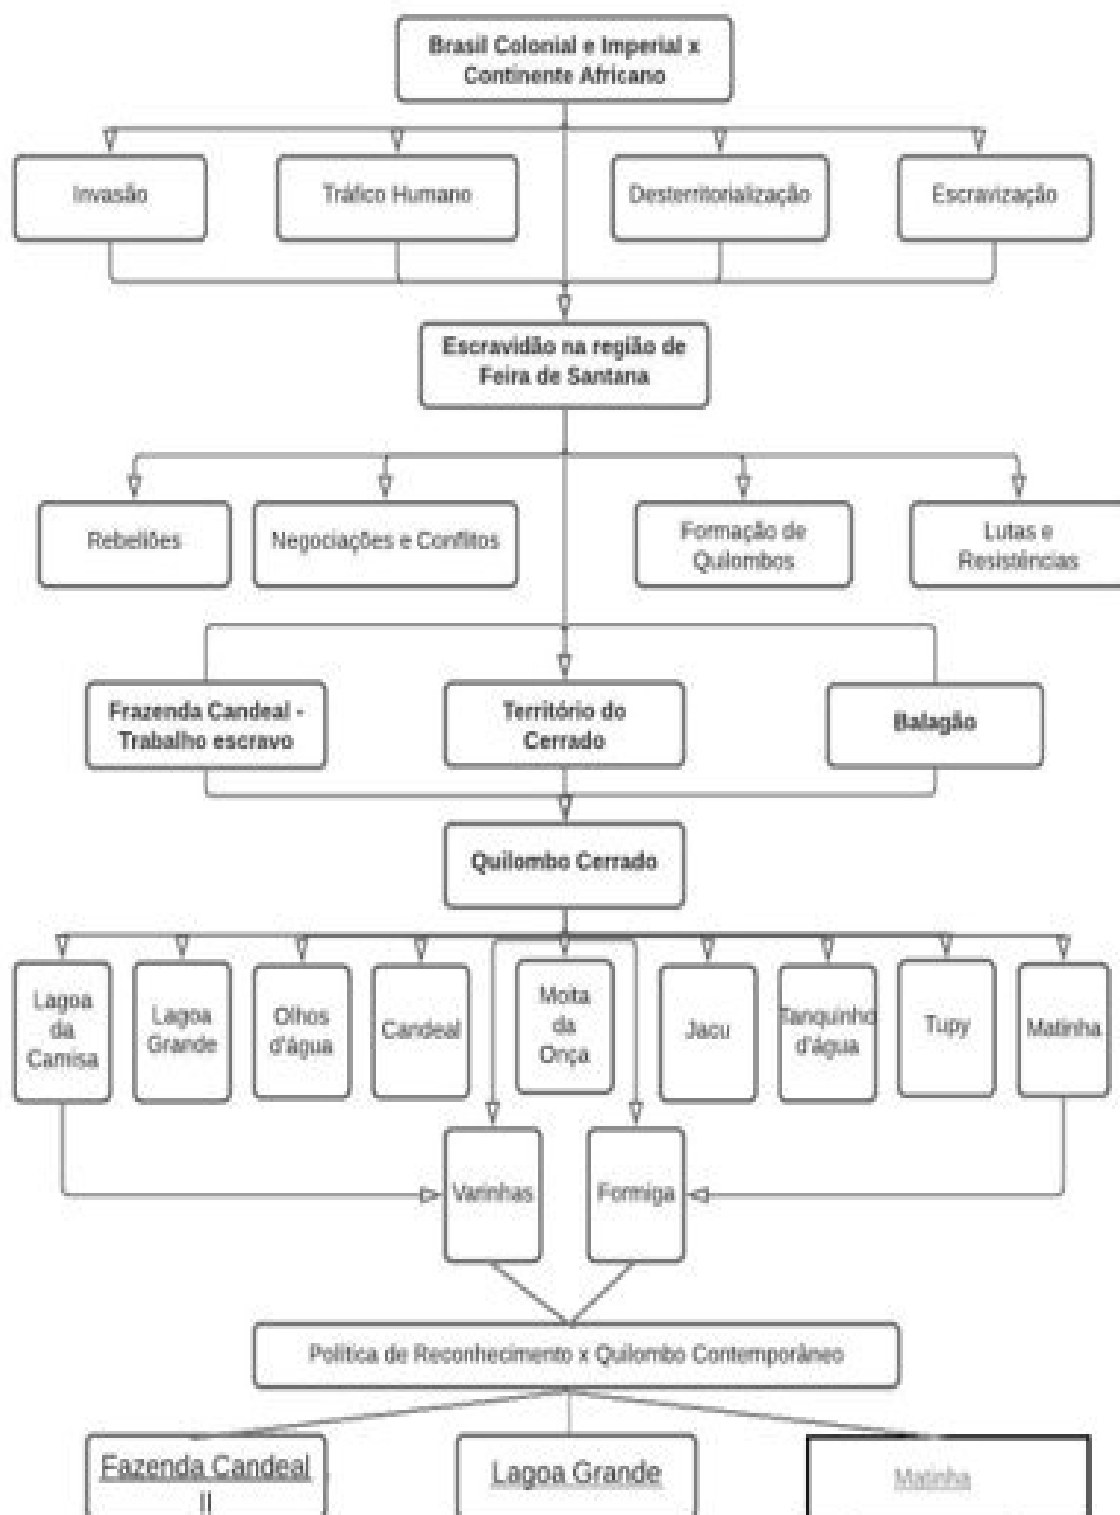 Brasil Colonial e Imperial x
Continente Africano
Invasão
Tráfico Humano
Desterritorialização
Escravização
Escravidão na região de
Feira de Santana
Rebeliões
Negociações e Conflitos
Formação de
Quilombos
Lutas e
Resistências
Frazenda Candeal -
Trabalho escravo
Território do
Cerrado
Balagão
Quilombo Cerrado
Lagoa
da
Camisa
Lagoa
Grande
Olhos
d'água
Candeal
Moita
da
Onça
Jacu
Tanquinho
d'água
Tupy
Matinha
Varinhas
Formiga
Política de Reconhecimento x Quilombo Contemporâneo
Fazenda Candeal
II
Lagoa Grande
Matinha